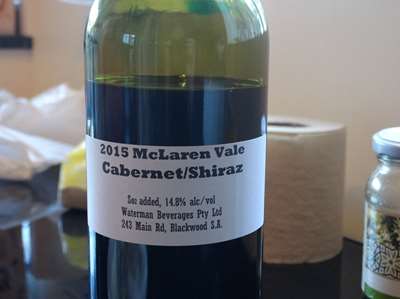 2015 McLaren Vale
Cabernet/Shiraz
So2 added, 14.8% alc/vol
Waterman Beverages Pty Ltd
243 Main Rd, Blackwood S.A.